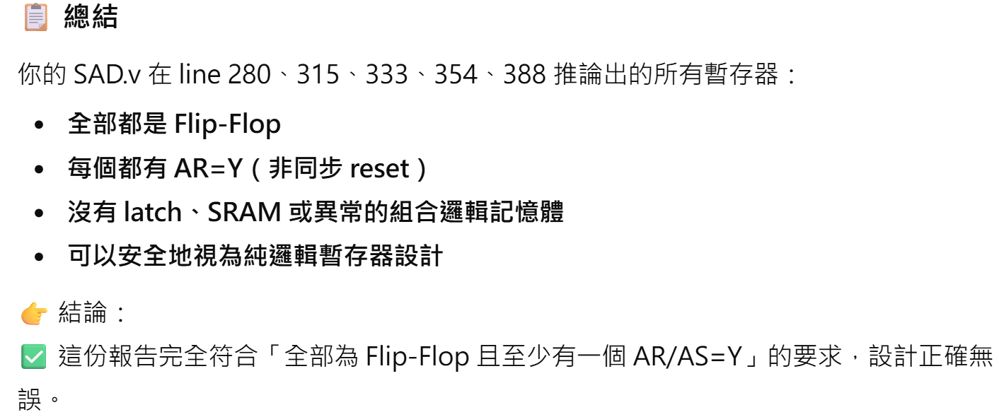 📋 總結
你的 SAD.v 在 line 280、315、333、354、388 推論出的所有暫存器：
• 全部都是 Flip-Flop
• 每個都有 AR=Y（非同步 reset）
• 沒有 latch、SRAM 或異常的組合邏輯記憶體
• 可以安全地視為純邏輯暫存器設計
👉 結論：
✅ 這份報告完全符合「全部為 Flip-Flop 且至少有一個 AR/AS=Y」的要求，設計正確無
誤。